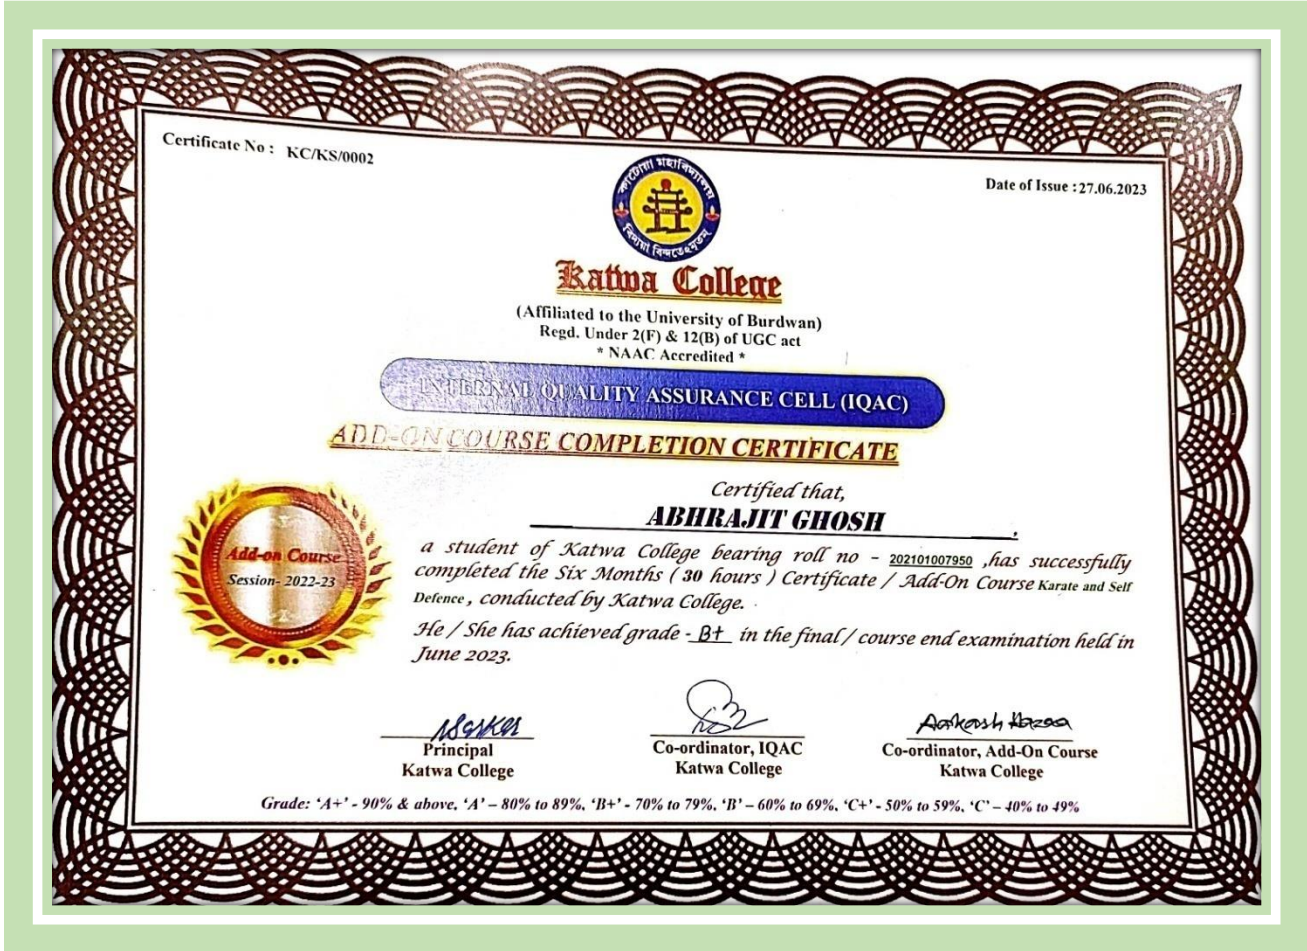 Certificate No : KC/KS/0002
Date of Issue : 27.06.2023
কাটোয়া মহাবিদ্যালয়
বিদ্যয়া বিন্দতেঽমৃতম্
Katwa College
(Affiliated to the University of Burdwan)
Regd. Under 2(F) & 12(B) of UGC act
* NAAC Accredited *
INTERNAL QUALITY ASSURANCE CELL (IQAC)
ADD-ON COURSE COMPLETION CERTIFICATE
Add-on Course
Session- 2022-23
Certified that,
ABHRAJIT GHOSH ,
a student of Katwa College bearing roll no - 202101007950 ,has successfully
completed the Six Months ( 30 hours ) Certificate / Add-On Course Karate and Self
Defence , conducted by Katwa College.
He / She has achieved grade - B+ in the final / course end examination held in
June 2023.
Aakash Hazra
Principal
Katwa College
Co-ordinator, IQAC
Katwa College
Co-ordinator, Add-On Course
Katwa College
Grade: ‘A+’ - 90% & above, ‘A’ – 80% to 89%, ‘B+’ - 70% to 79%, ‘B’ – 60% to 69%, ‘C+’ - 50% to 59%, ‘C’ – 40% to 49%